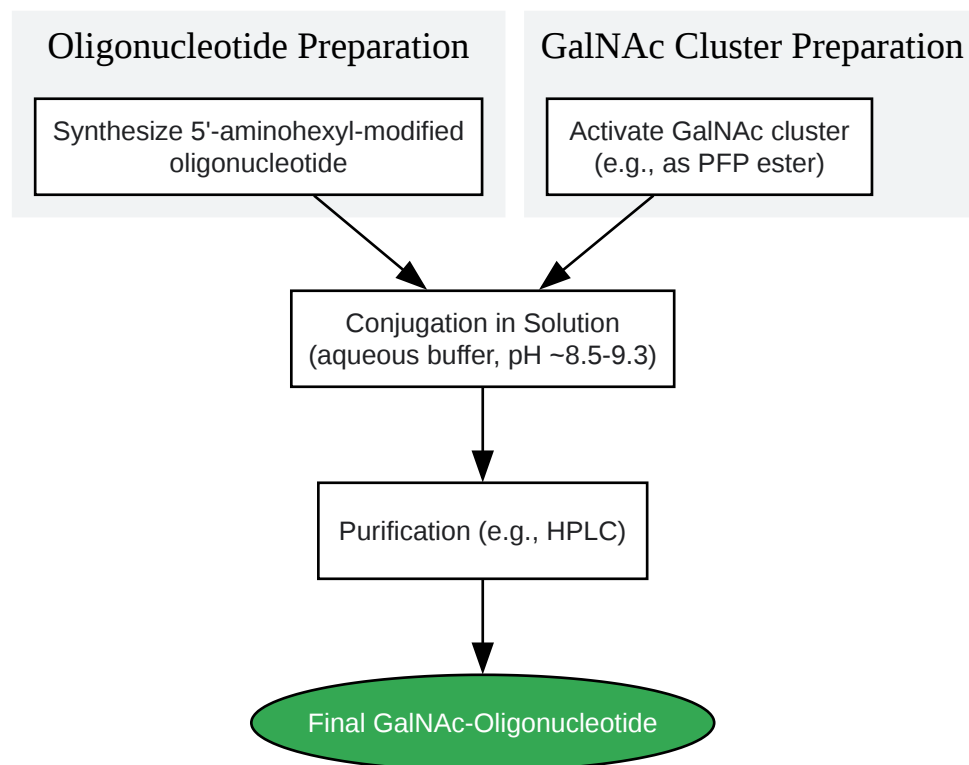 Oligonucleotide Preparation
GalNAc Cluster Preparation
Synthesize 5'-aminohexyl-modified
oligonucleotide
Activate GalNAc cluster
(e.g., as PFP ester)
Conjugation in Solution
(aqueous buffer, pH ~8.5-9.3)
Purification (e.g., HPLC)
Final GalNAc-Oligonucleotide